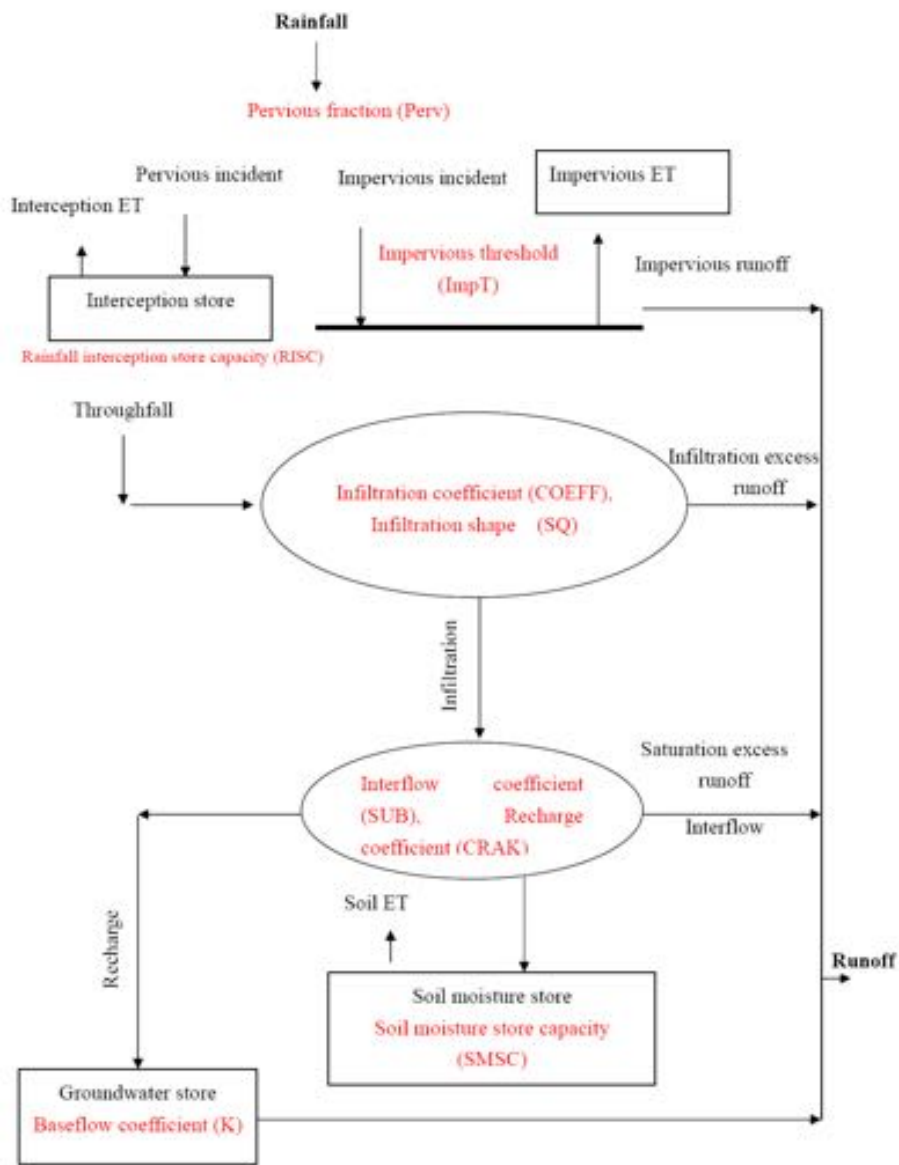 Rainfall
Pervious fraction (Perv)
Pervious incident
Impervious incident
Impervious ET
Interception ET
Impervious threshold
(ImpT)
Impervious runoff
Interception store
Rainfall interception store capacity (RISC)
Throughfall
Infiltration excess
runoff
Infiltration coefficient (COEFF),
Infiltration shape (SQ)
Infiltration
Saturation excess
runoff
Interflow coefficient
(SUB), Recharge
coefficient (CRAK)
Interflow
Soil ET
Recharge
Runoff
Soil moisture store
Soil moisture store capacity
(SMSC)
Groundwater store
Baseflow coefficient (K)